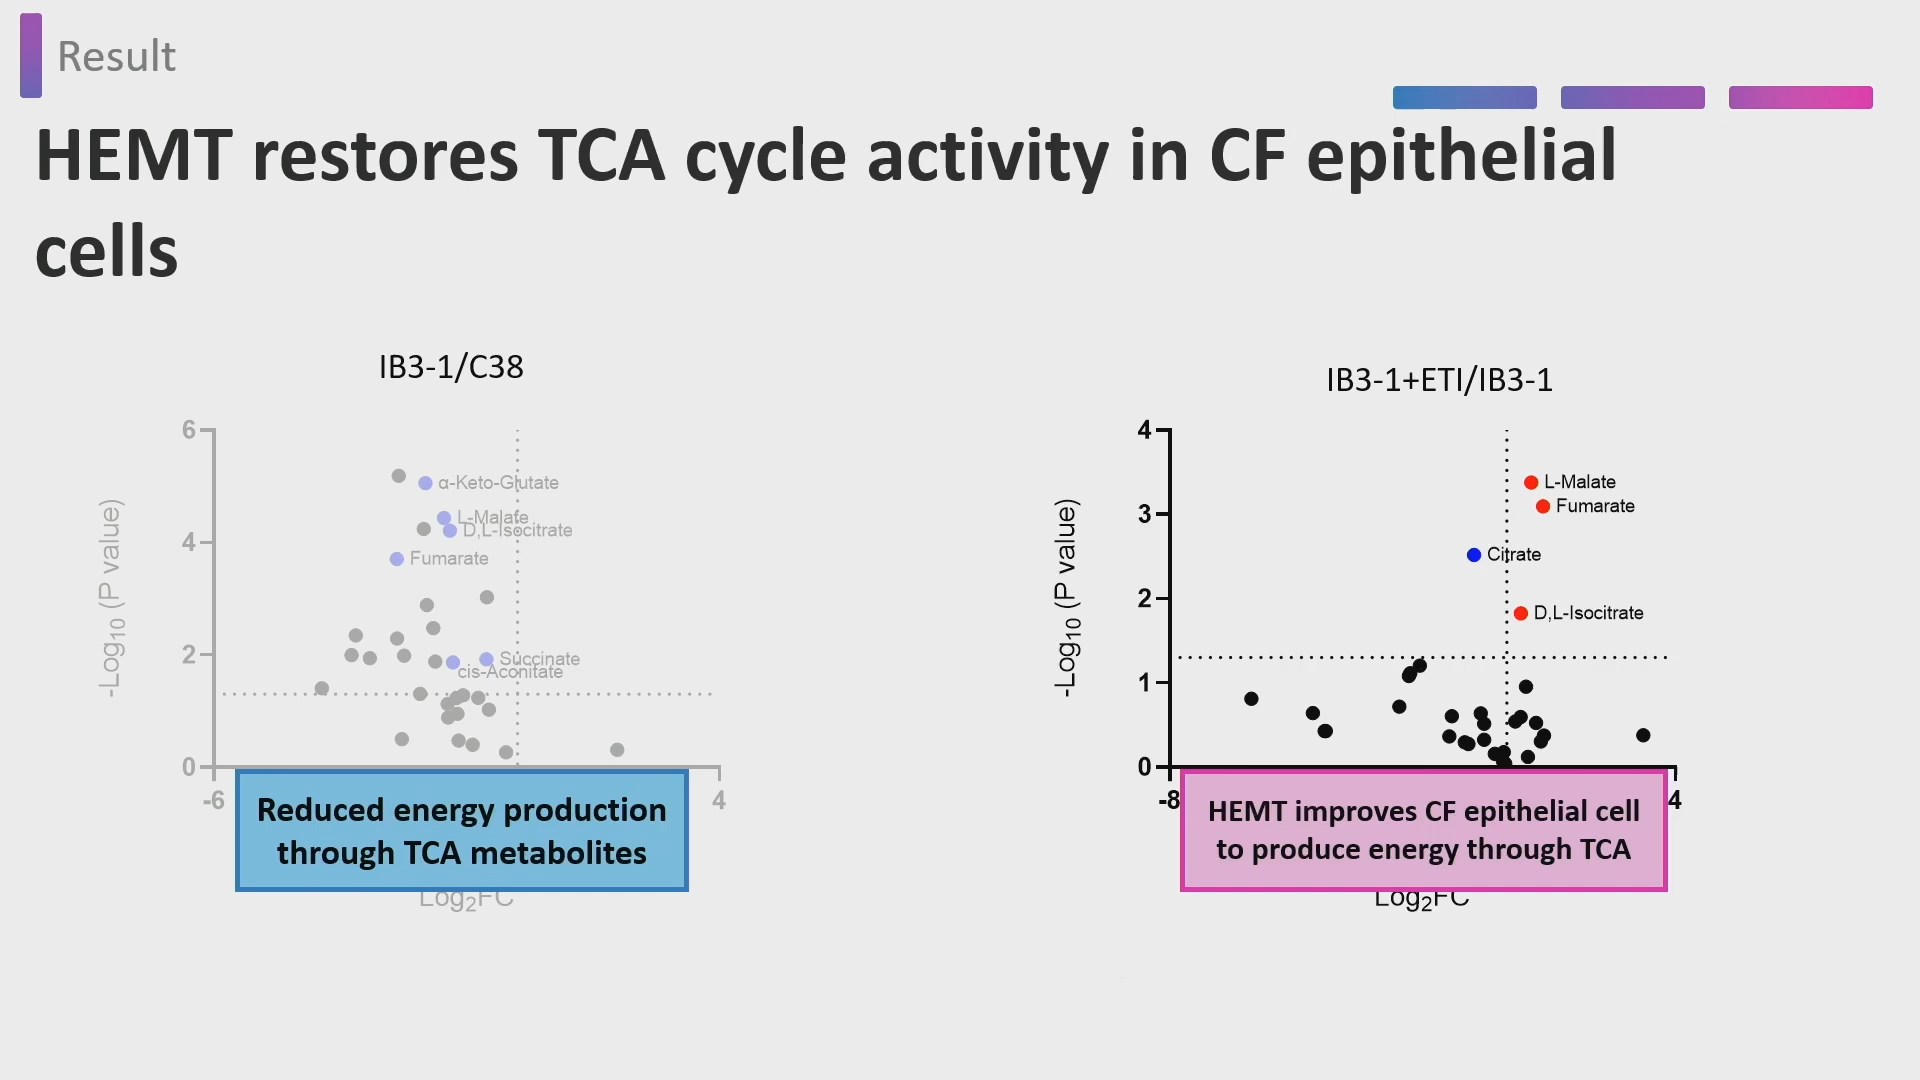 Result
HEMT restores TCA cycle activity in CF epithelial
cells
IB3-1/C38
6
4
2
0
-6
4
-Log10 (P value)
α-Keto-Glutate
L-Malate
D,L-Isocitrate
Fumarate
Succinate
cis-Aconitate
Reduced energy production
through TCA metabolites
Log2FC
IB3-1+ETI/IB3-1
4
3
2
1
0
-8
4
-Log10 (P value)
L-Malate
Fumarate
Citrate
D,L-Isocitrate
HEMT improves CF epithelial cell
to produce energy through TCA
Log2FC